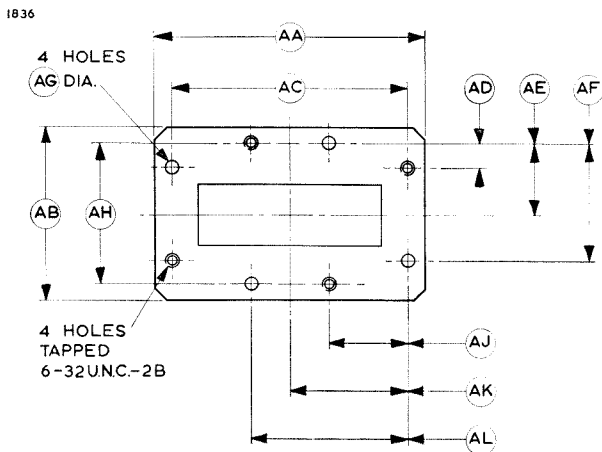 1836
AA
4 HOLES
AG DIA.
AC
AD
AE
AF
AB
AH
4 HOLES
TAPPED
6-32U.N.C.-2B
AJ
AK
AL